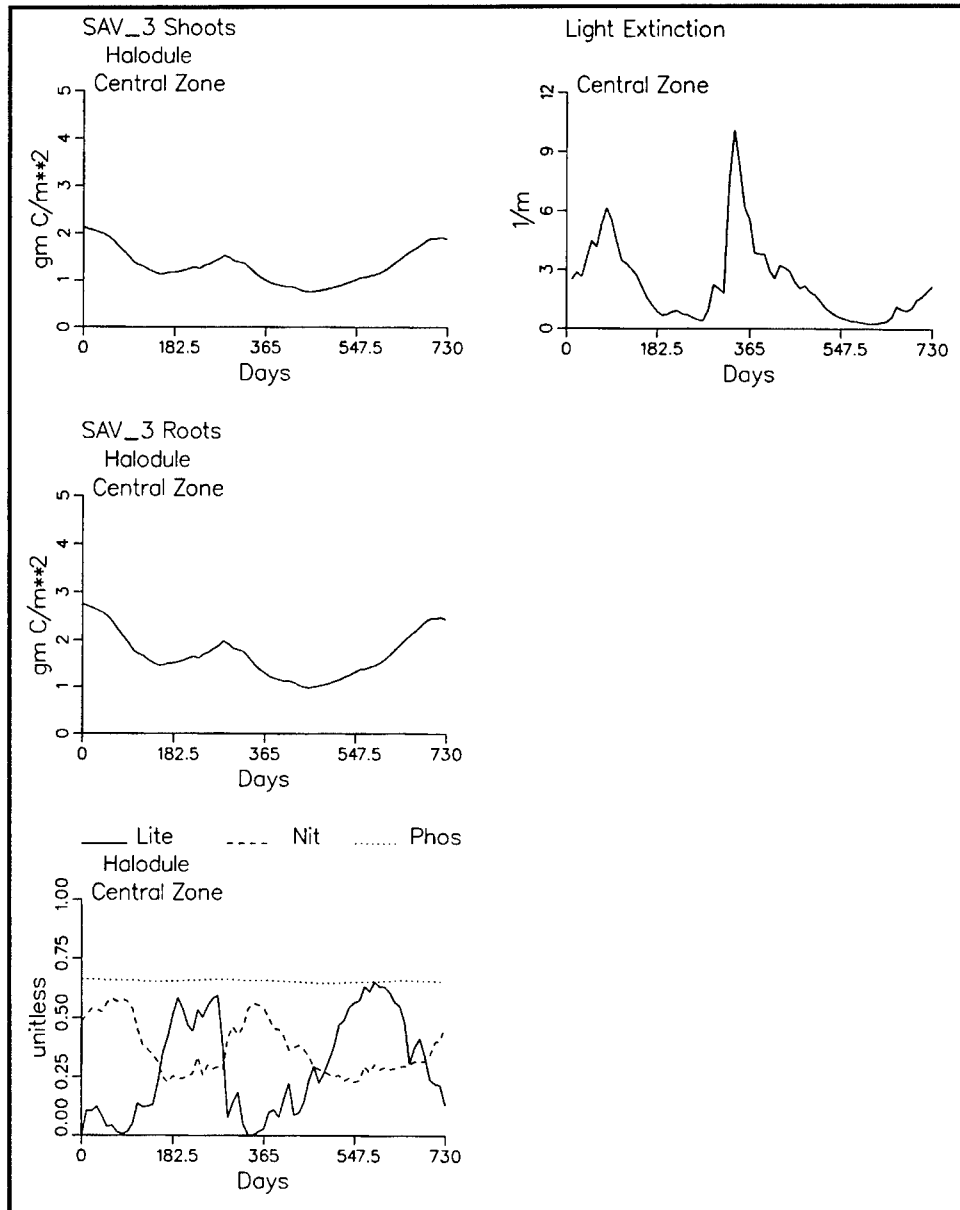 SAV_3 Shoots
Halodule
Central Zone
5
4
3
2
1
0
gm C/m**2
0 182.5 365 547.5 730
Days
Light Extinction
Central Zone
12
9
6
3
0
1/m
0 182.5 365 547.5 730
Days
SAV_3 Roots
Halodule
Central Zone
5
4
3
2
1
0
gm C/m**2
0 182.5 365 547.5 730
Days
Lite Nit Phos
Halodule
Central Zone
1.00
0.75
0.50
0.25
0.00
unitless
0 182.5 365 547.5 730
Days